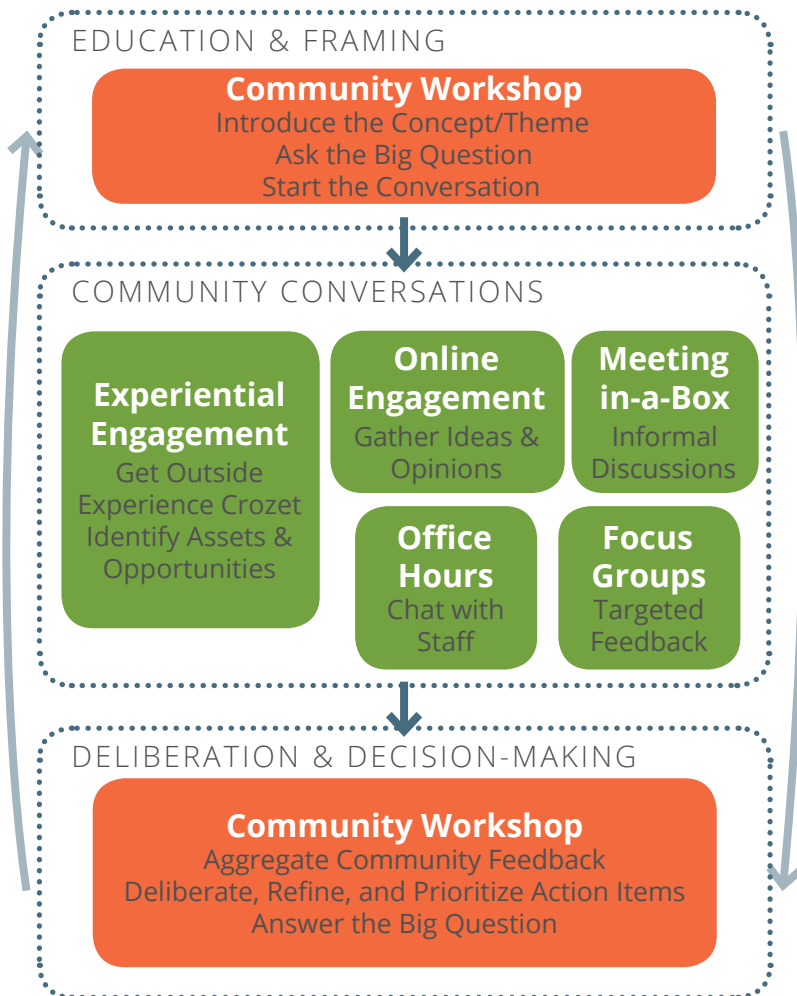 EDUCATION & FRAMING
Community Workshop
Introduce the Concept/Theme
Ask the Big Question
Start the Conversation
COMMUNITY CONVERSATIONS
Experiential
Engagement
Get Outside
Experience Crozet
Identify Assets &
Opportunities
Online
Engagement
Gather Ideas &
Opinions
Meeting
in-a-Box
Informal
Discussions
Office
Hours
Chat with
Staff
Focus
Groups
Targeted
Feedback
DELIBERATION & DECISION-MAKING
Community Workshop
Aggregate Community Feedback
Deliberate, Refine, and Prioritize Action Items
Answer the Big Question